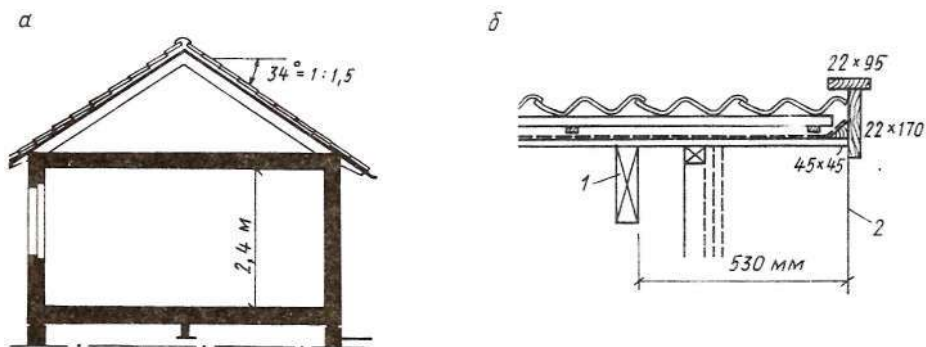 а
34° = 1 : 1,5
2,4 м
б
22 × 95
22 × 170
45 × 45
1
2
530 мм